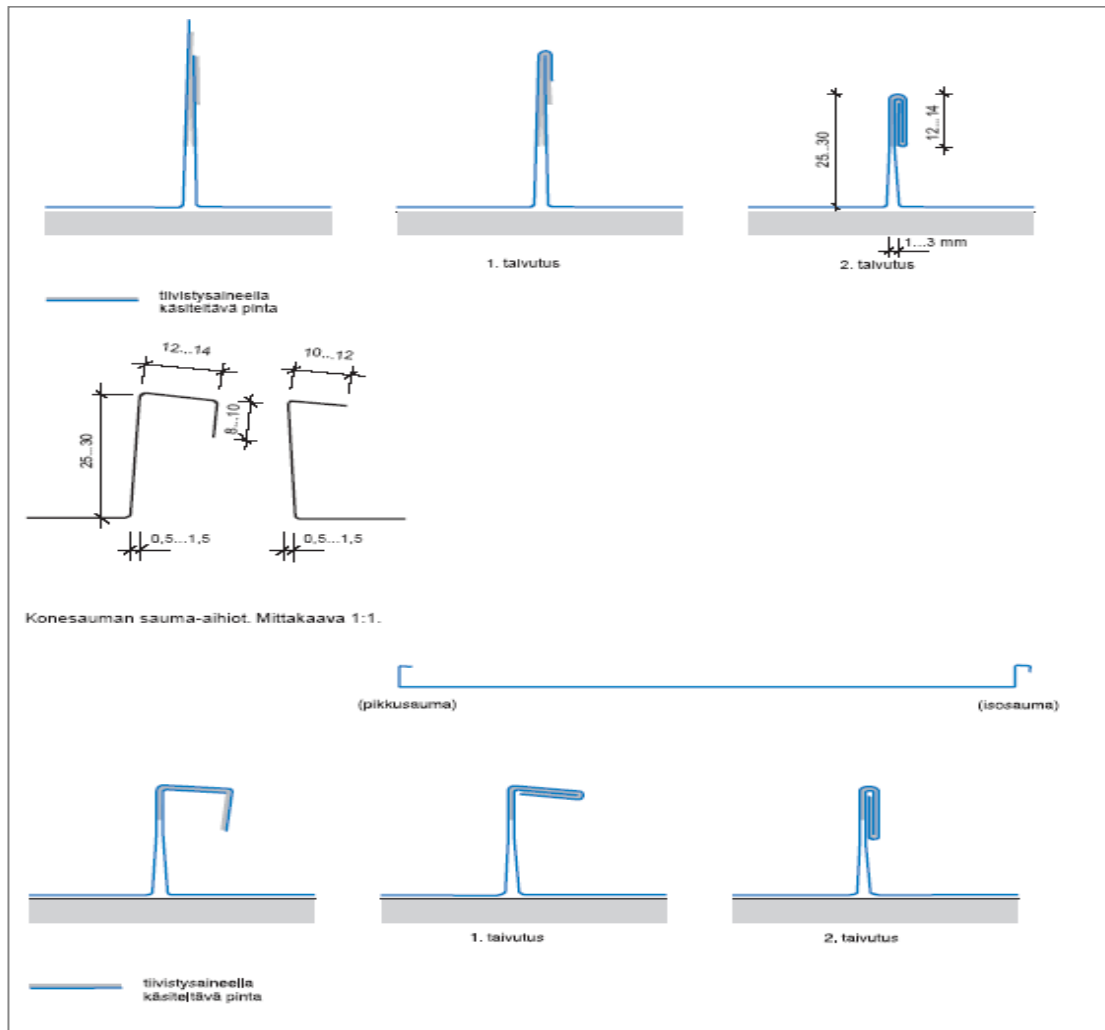 25...30
12...14
1...3 mm
1. taivutus
2. taivutus
tiivistysaineella
käsiteltävä pinta
12...14
10...12
25...30
8...10
0,5...1,5
0,5...1,5
Konesauman sauma-aihiot. Mittakaava 1:1.
(pikkusauma)
(isosauma)
1. taivutus
2. taivutus
tiivistysaineella
käsiteltävä pinta